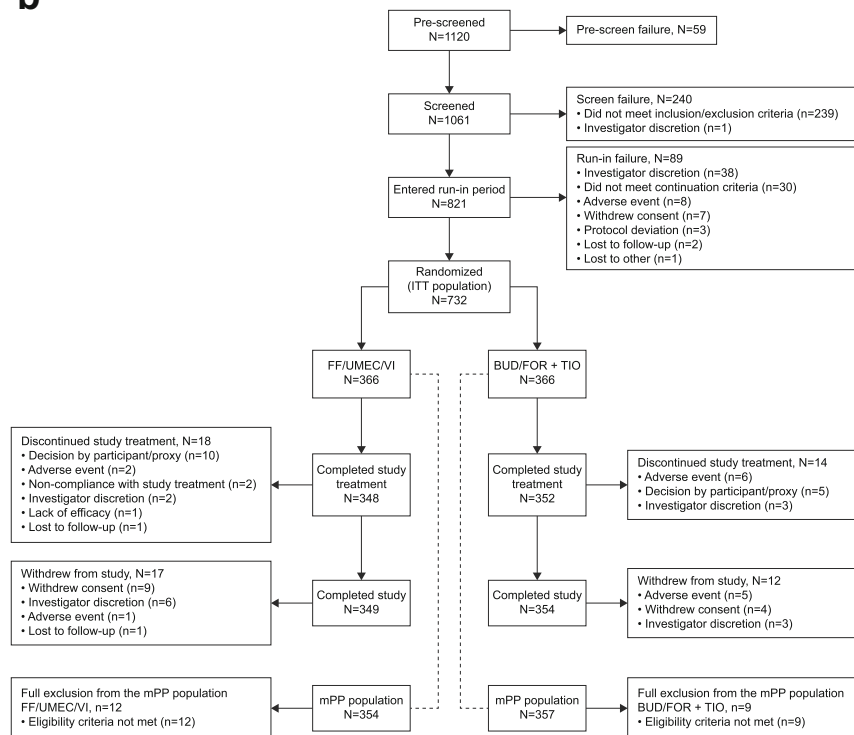 b
Pre-screened
N=1120
Pre-screen failure, N=59
Screened
N=1061
Screen failure, N=240
• Did not meet inclusion/exclusion criteria (n=239)
• Investigator discretion (n=1)
Entered run-in period
N=821
Run-in failure, N=89
• Investigator discretion (n=38)
• Did not meet continuation criteria (n=30)
• Adverse event (n=8)
• Withdrew consent (n=7)
• Protocol deviation (n=3)
• Lost to follow-up (n=2)
• Lost to other (n=1)
Randomized
(ITT population)
N=732
FF/UMEC/VI
N=366
BUD/FOR + TIO
N=366
Discontinued study treatment, N=18
• Decision by participant/proxy (n=10)
• Adverse event (n=2)
• Non-compliance with study treatment (n=2)
• Investigator discretion (n=2)
• Lack of efficacy (n=1)
• Lost to follow-up (n=1)
Completed study
treatment
N=348
Completed study
treatment
N=352
Discontinued study treatment, N=14
• Adverse event (n=6)
• Decision by participant/proxy (n=5)
• Investigator discretion (n=3)
Withdrew from study, N=17
• Withdrew consent (n=9)
• Investigator discretion (n=6)
• Adverse event (n=1)
• Lost to follow-up (n=1)
Completed study
N=349
Completed study
N=354
Withdrew from study, N=12
• Adverse event (n=5)
• Withdrew consent (n=4)
• Investigator discretion (n=3)
Full exclusion from the mPP population
FF/UMEC/VI, n=12
• Eligibility criteria not met (n=12)
mPP population
N=354
mPP population
N=357
Full exclusion from the mPP population
BUD/FOR + TIO, n=9
• Eligibility criteria not met (n=9)